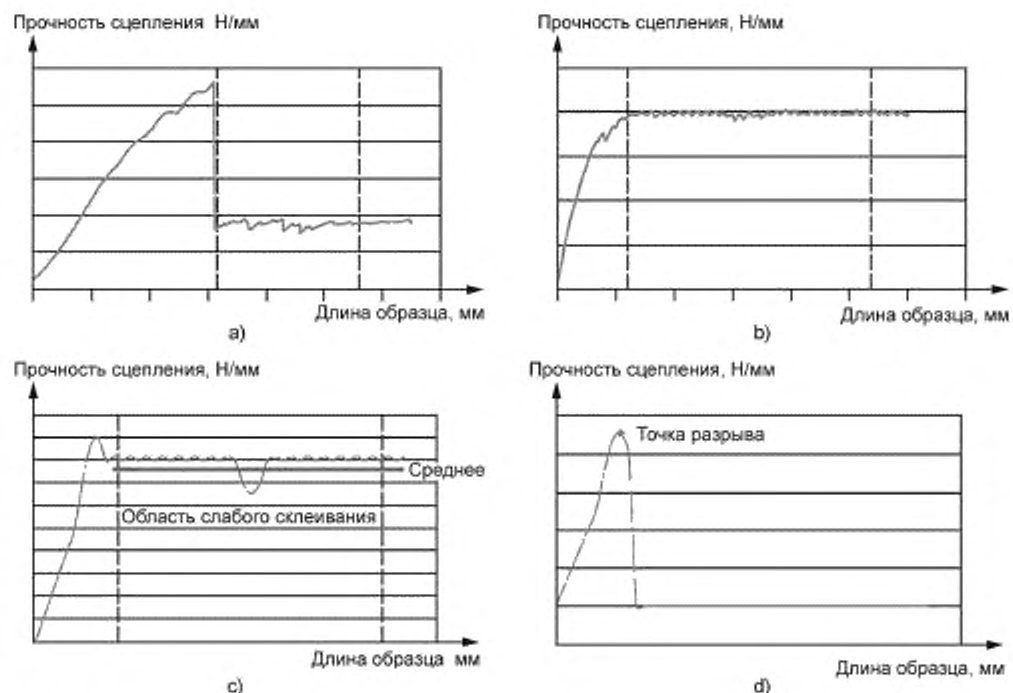 Прочность сцепления Н/мм
Длина образца, мм
a)
Прочность сцепления, Н/мм
Длина образца, мм
b)
Прочность сцепления, Н/мм
Среднее
Область слабого склеивания
Длина образца мм
c)
Прочность сцепления, Н/мм
Точка разрыва
Длина образца, мм
d)